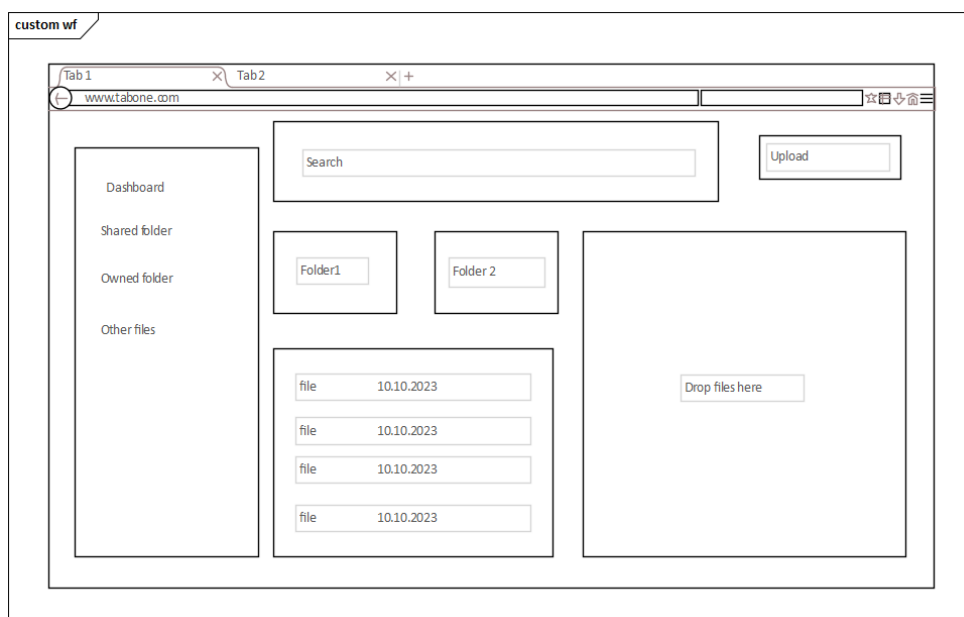 custom wf
Tab 1
Tab 2
www.tabone.com
Search
Upload
Dashboard
Shared folder
Owned folder
Other files
Folder1
Folder 2
file 10.10.2023
file 10.10.2023
file 10.10.2023
file 10.10.2023
Drop files here